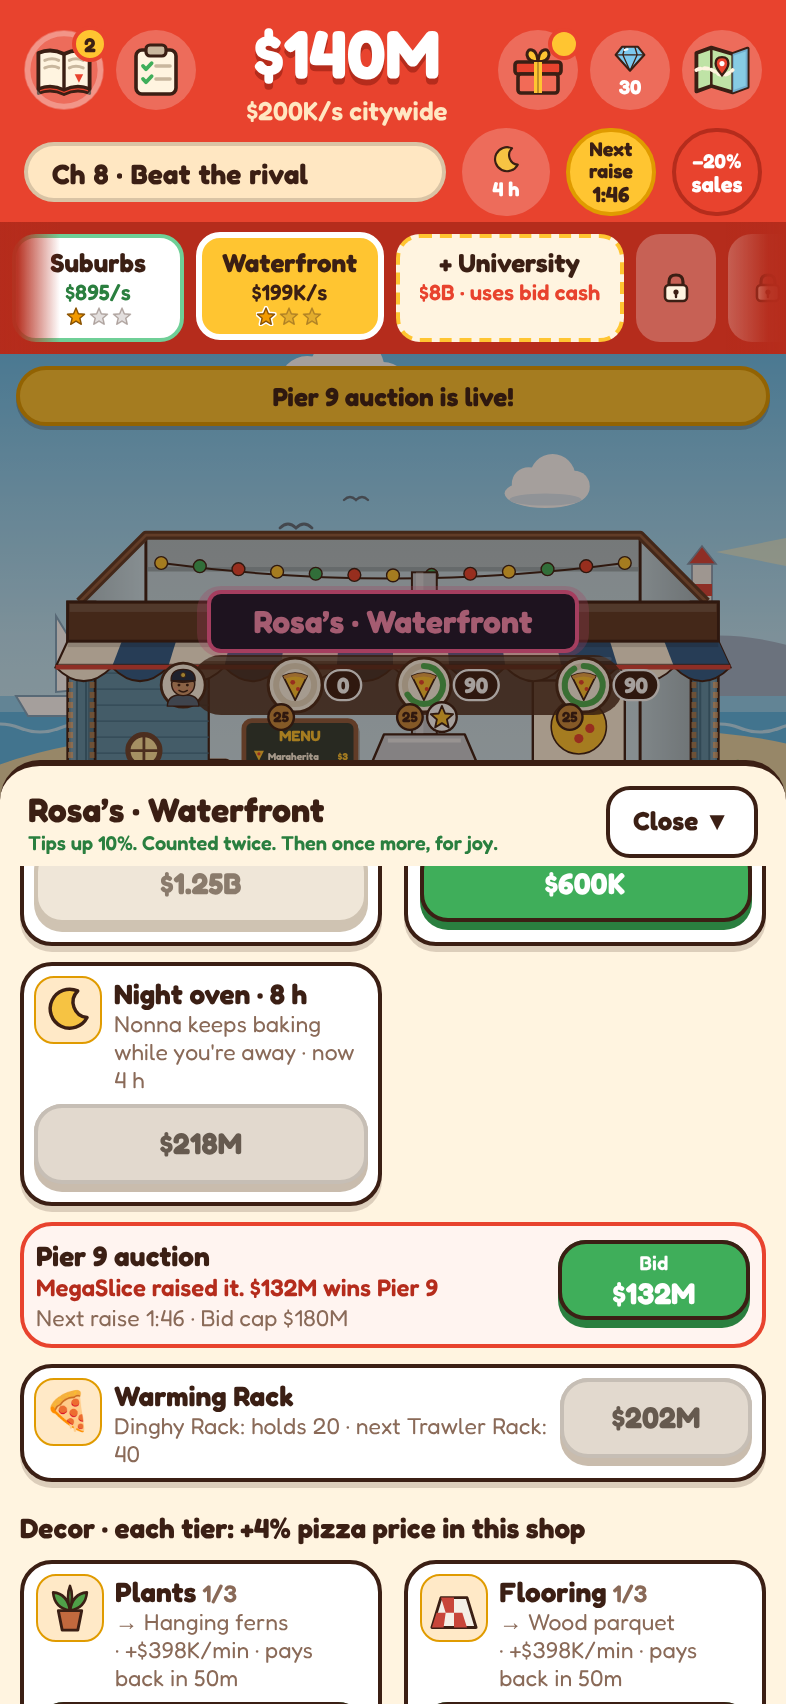 2
$140M
$200K/s citywide
30
Ch 8 · Beat the rival
4 h
Next
raise
1:46
−20%
sales
Suburbs
$895/s
Waterfront
$199K/s
+ University
$8B · uses bid cash
Pier 9 auction is live!
Rosa’s · Waterfront
0
90
90
25
25
25
MENU
Margherita $3
Rosa’s · Waterfront
Tips up 10%. Counted twice. Then once more, for joy.
Close ▼
$1.25B
$600K
Night oven · 8 h
Nonna keeps baking
while you're away · now
4 h
$218M
Pier 9 auction
MegaSlice raised it. $132M wins Pier 9
Next raise 1:46 · Bid cap $180M
Bid
$132M
Warming Rack
Dinghy Rack: holds 20 · next Trawler Rack:
40
$202M
Decor · each tier: +4% pizza price in this shop
Plants 1/3
→ Hanging ferns
· +$398K/min · pays
back in 50m
Flooring 1/3
→ Wood parquet
· +$398K/min · pays
back in 50m